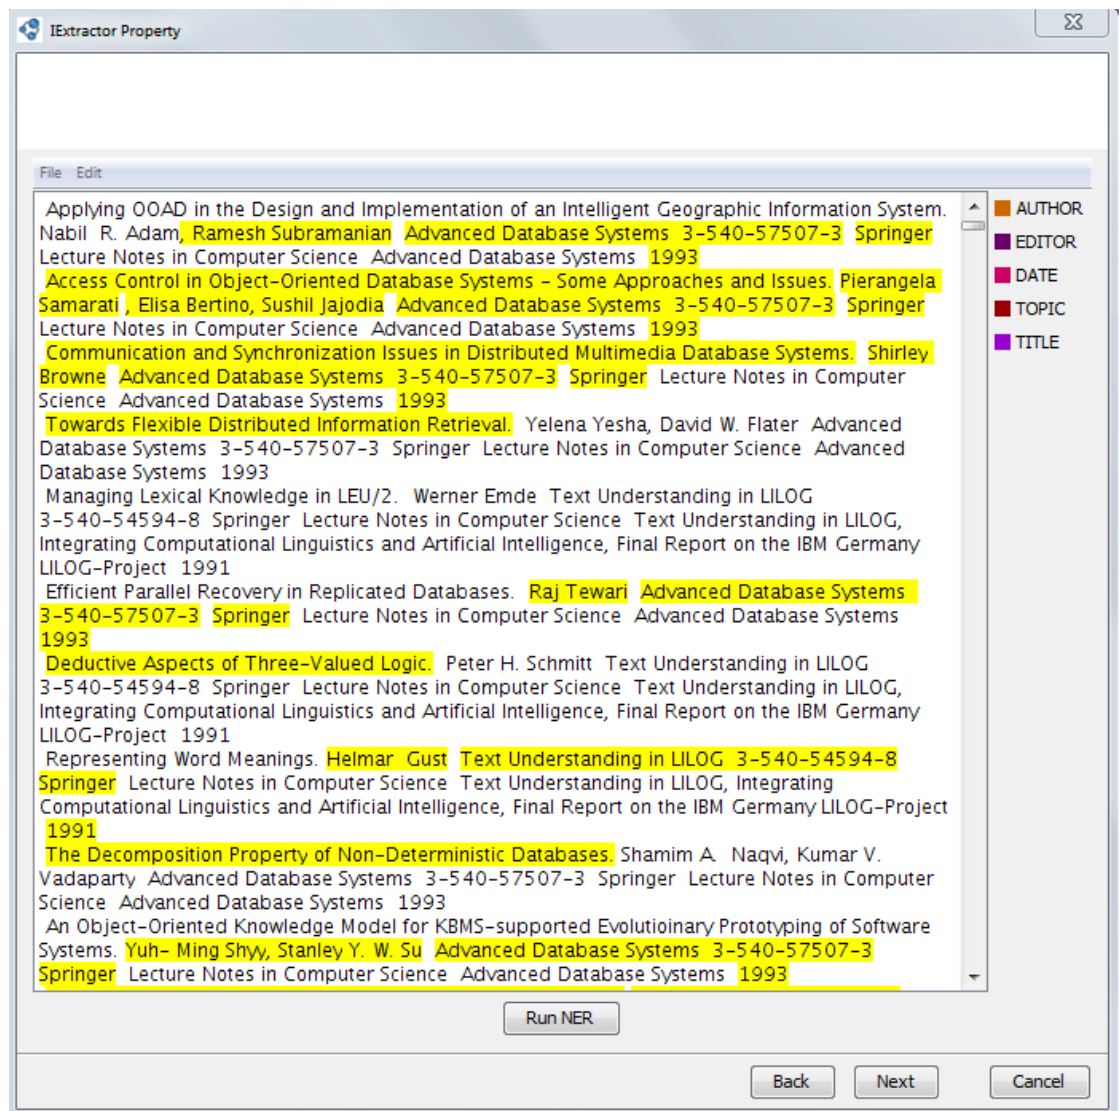 IExtractor Property
File Edit
Applying OOAD in the Design and Implementation of an Intelligent Geographic Information System.
Nabil R. Adam, Ramesh Subramanian Advanced Database Systems 3-540-57507-3 Springer
Lecture Notes in Computer Science Advanced Database Systems 1993
Access Control in Object-Oriented Database Systems - Some Approaches and Issues. Pierangela
Samarati , Elisa Bertino, Sushil Jajodia Advanced Database Systems 3-540-57507-3 Springer
Lecture Notes in Computer Science Advanced Database Systems 1993
Communication and Synchronization Issues in Distributed Multimedia Database Systems. Shirley
Browne Advanced Database Systems 3-540-57507-3 Springer Lecture Notes in Computer
Science Advanced Database Systems 1993
Towards Flexible Distributed Information Retrieval. Yelena Yesha, David W. Flater Advanced
Database Systems 3-540-57507-3 Springer Lecture Notes in Computer Science Advanced
Database Systems 1993
Managing Lexical Knowledge in LEU/2. Werner Emde Text Understanding in LILOG
3-540-54594-8 Springer Lecture Notes in Computer Science Text Understanding in LILOG,
Integrating Computational Linguistics and Artificial Intelligence, Final Report on the IBM Germany
LILOG-Project 1991
Efficient Parallel Recovery in Replicated Databases. Raj Tewari Advanced Database Systems
3-540-57507-3 Springer Lecture Notes in Computer Science Advanced Database Systems
1993
Deductive Aspects of Three-Valued Logic. Peter H. Schmitt Text Understanding in LILOG
3-540-54594-8 Springer Lecture Notes in Computer Science Text Understanding in LILOG,
Integrating Computational Linguistics and Artificial Intelligence, Final Report on the IBM Germany
LILOG-Project 1991
Representing Word Meanings. Helmar Gust Text Understanding in LILOG 3-540-54594-8
Springer Lecture Notes in Computer Science Text Understanding in LILOG, Integrating
Computational Linguistics and Artificial Intelligence, Final Report on the IBM Germany LILOG-Project
1991
The Decomposition Property of Non-Deterministic Databases. Shamim A. Naqvi, Kumar V.
Vadaparty Advanced Database Systems 3-540-57507-3 Springer Lecture Notes in Computer
Science Advanced Database Systems 1993
An Object-Oriented Knowledge Model for KBMS-supported Evolutioinary Prototyping of Software
Systems. Yuh- Ming Shyy, Stanley Y. W. Su Advanced Database Systems 3-540-57507-3
Springer Lecture Notes in Computer Science Advanced Database Systems 1993
AUTHOR
EDITOR
DATE
TOPIC
TITLE
Run NER
Back Next Cancel